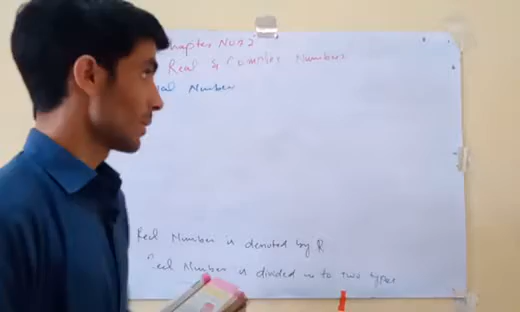 Chapter No:2
Real & Complex Numbers
eal Number
Real Number is denoted by R
Real Number is divided in to two types